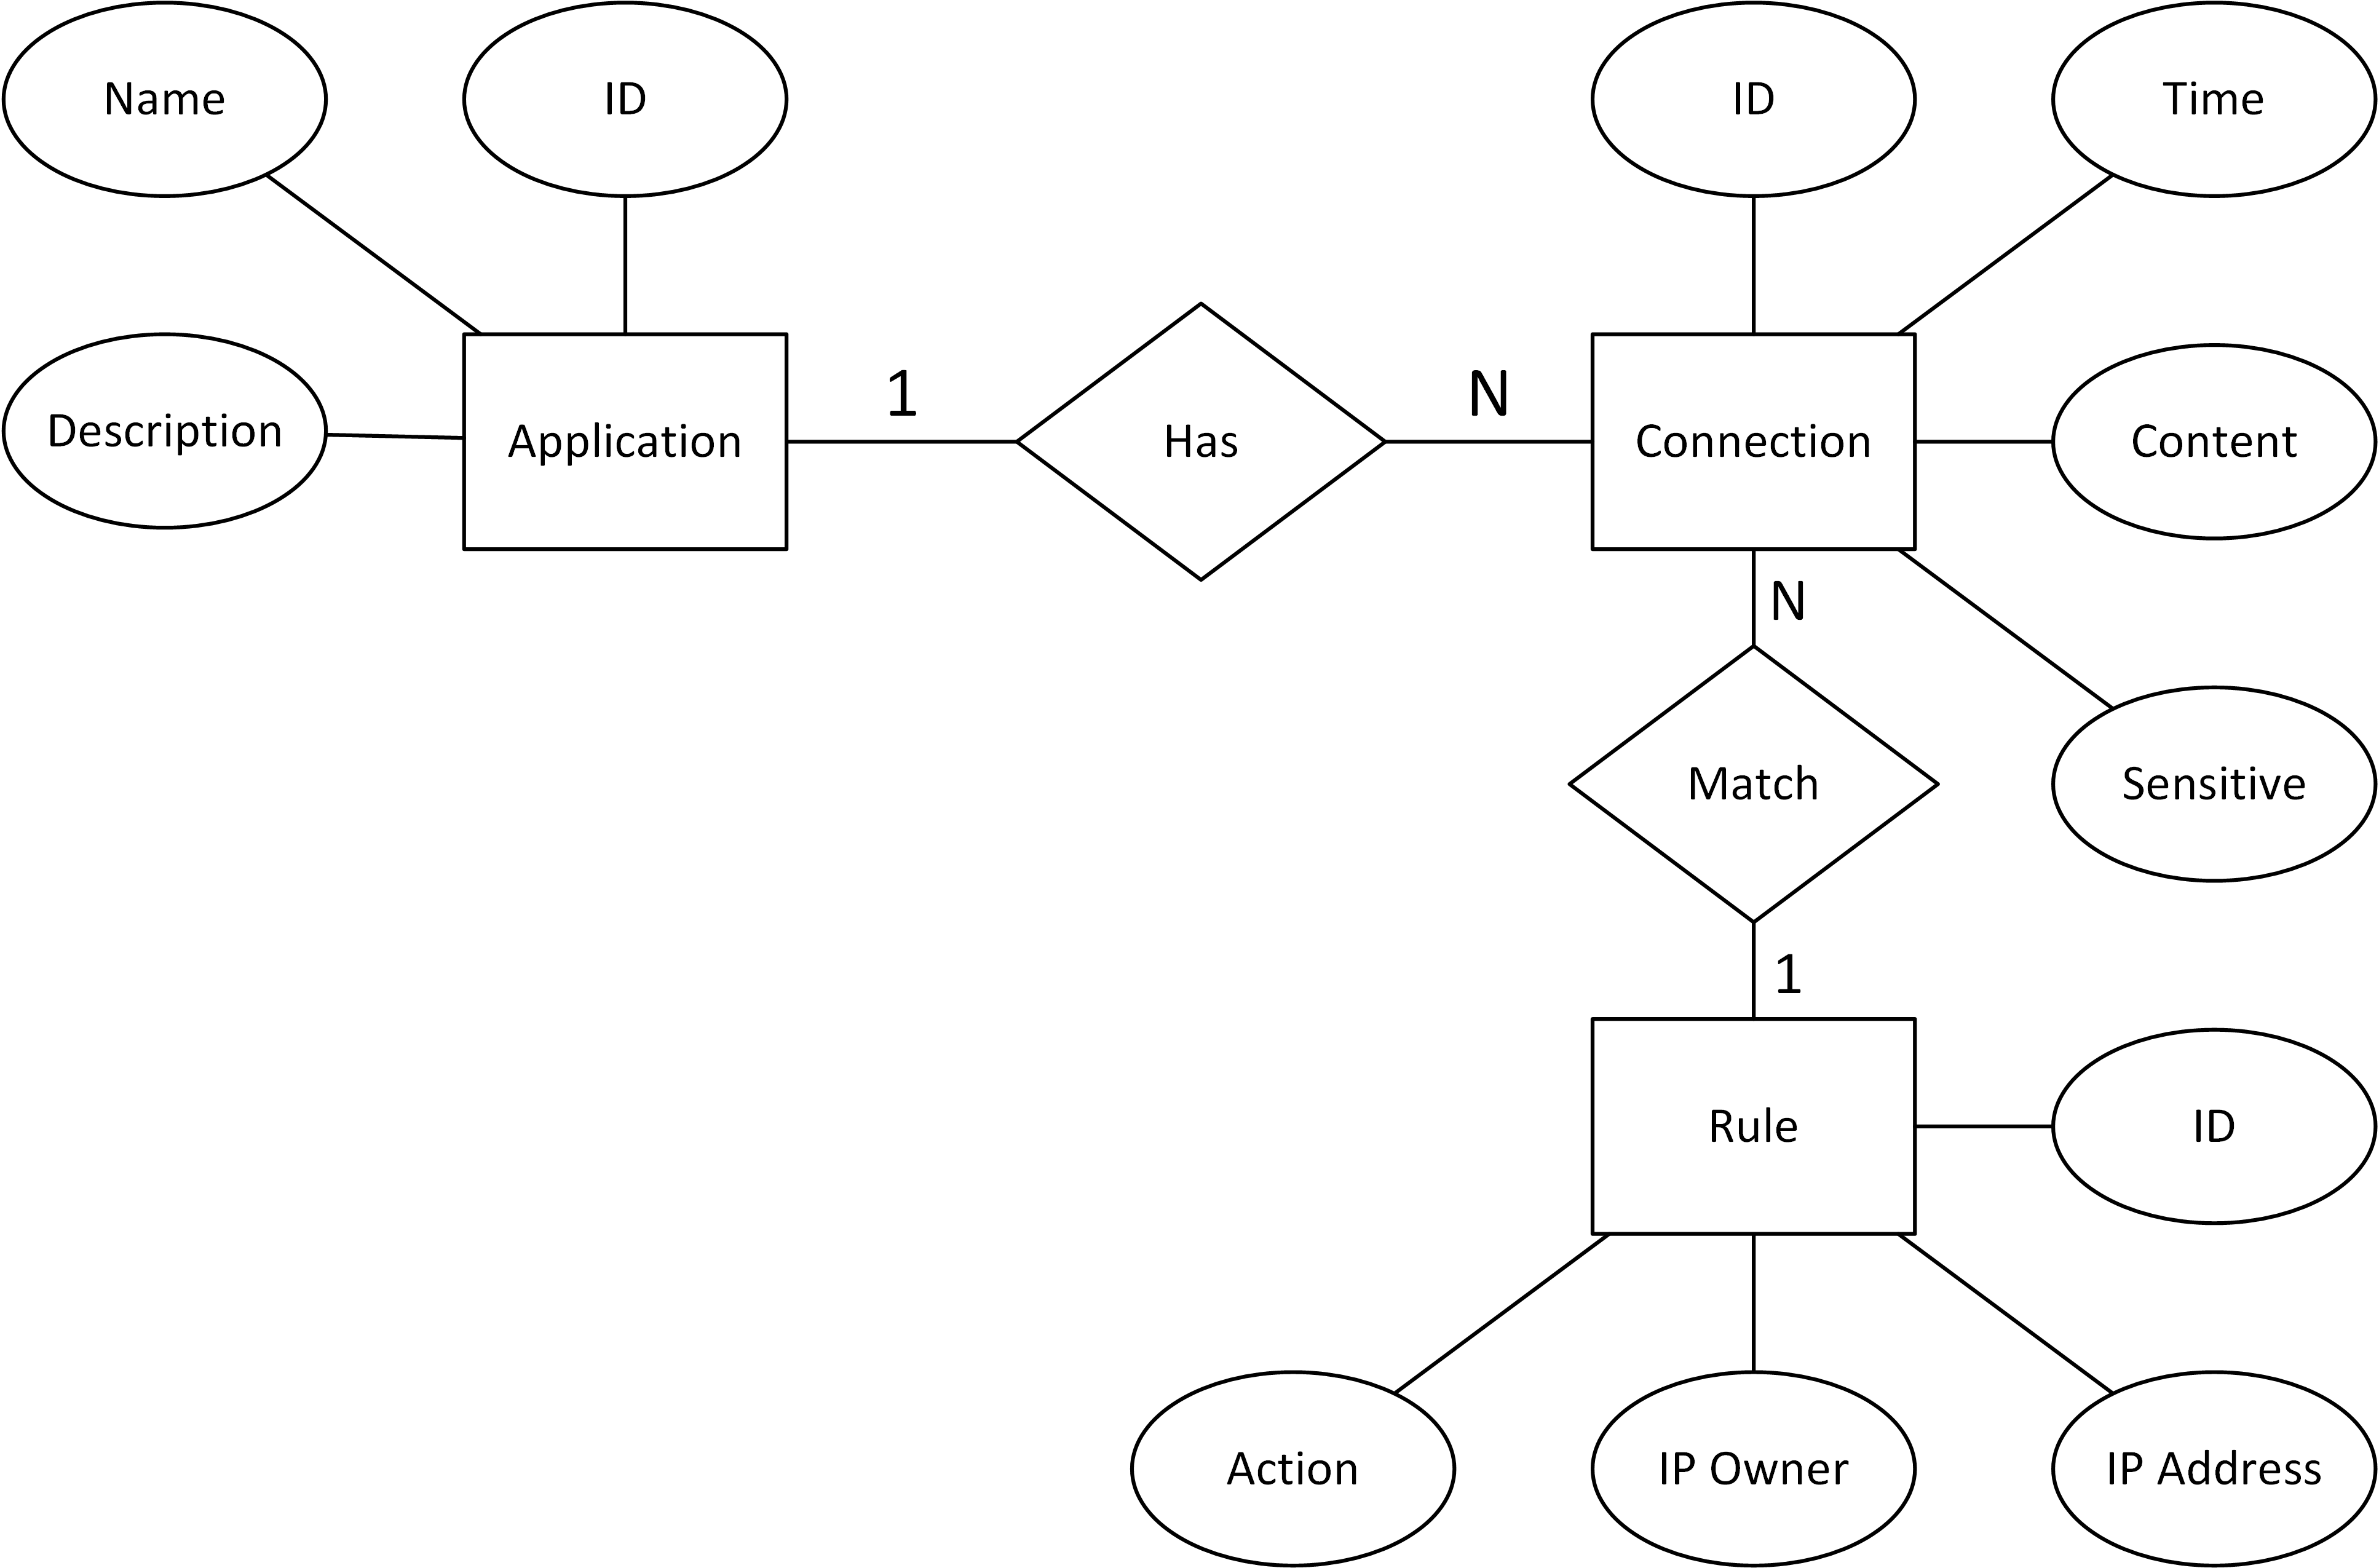 Name
ID
ID
Time
Description
Application
1
Has
N
Connection
Content
N
Match
Sensitive
1
Rule
ID
Action
IP Owner
IP Address